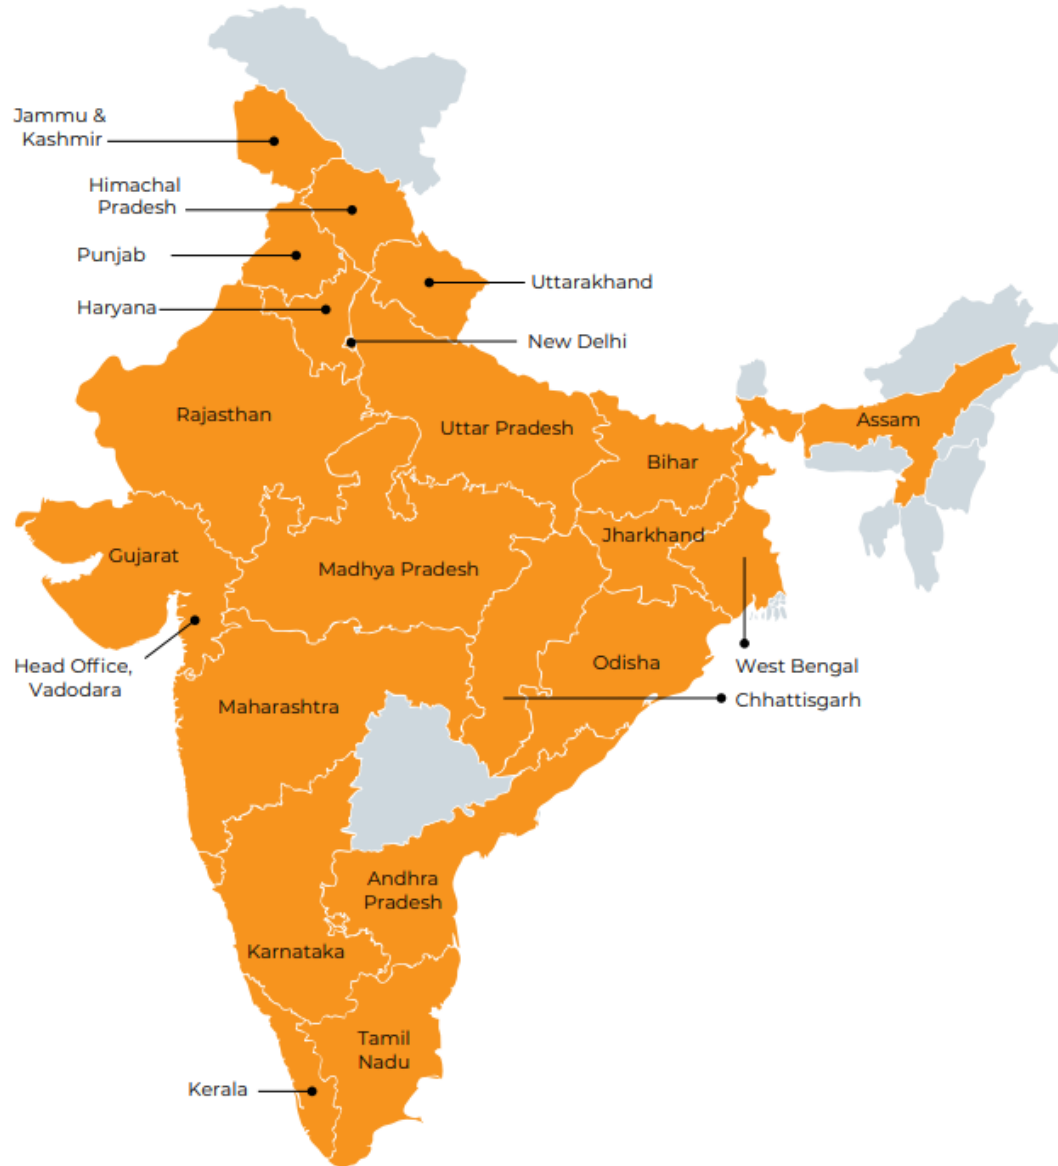 Jammu &
Kashmir
Himachal
Pradesh
Punjab
Uttarakhand
Haryana
New Delhi
Rajasthan
Uttar Pradesh
Assam
Bihar
Jharkhand
Gujarat
Madhya Pradesh
Head Office,
Vadodara
Odisha
West Bengal
Chhattisgarh
Maharashtra
Andhra
Pradesh
Karnataka
Tamil
Nadu
Kerala